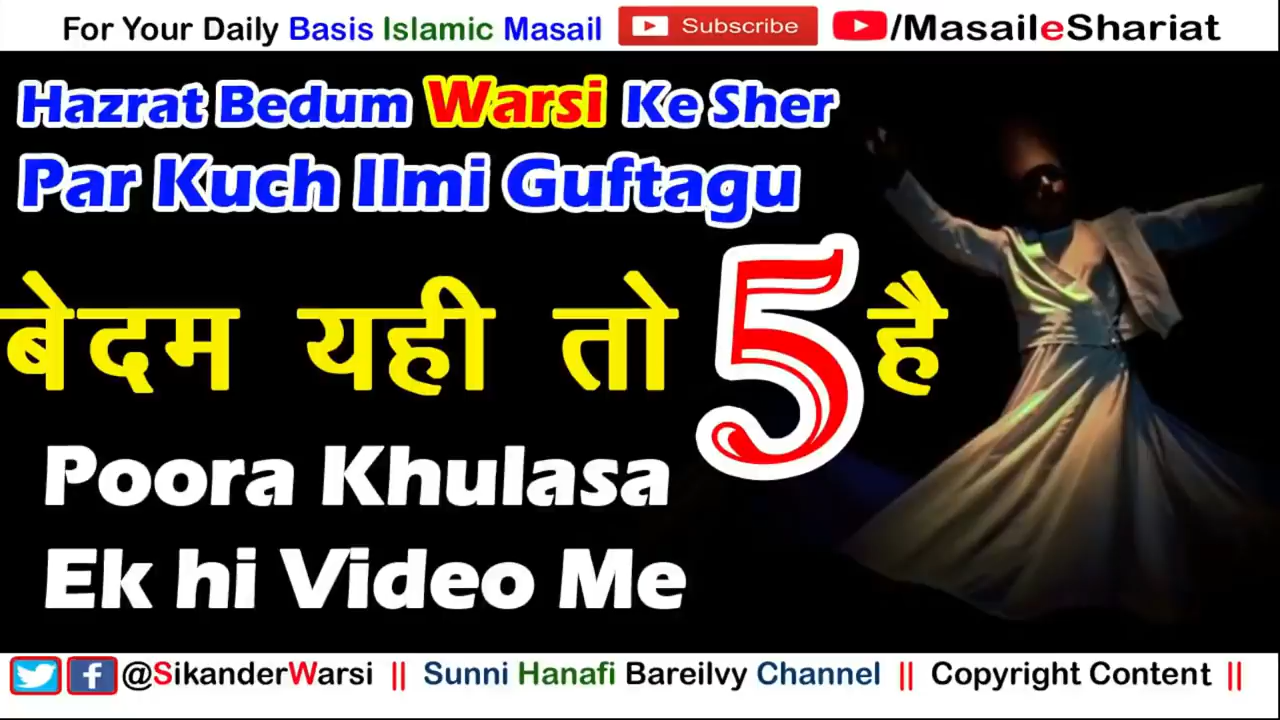 For Your Daily Basis Islamic Masail Subscribe /MasaileShariat
Hazrat Bedum Warsi Ke Sher
Par Kuch Ilmi Guftagu
बेदम यही तो 5 है
Poora Khulasa
Ek hi Video Me
@SikanderWarsi || Sunni Hanafi Bareilvy Channel || Copyright Content ||